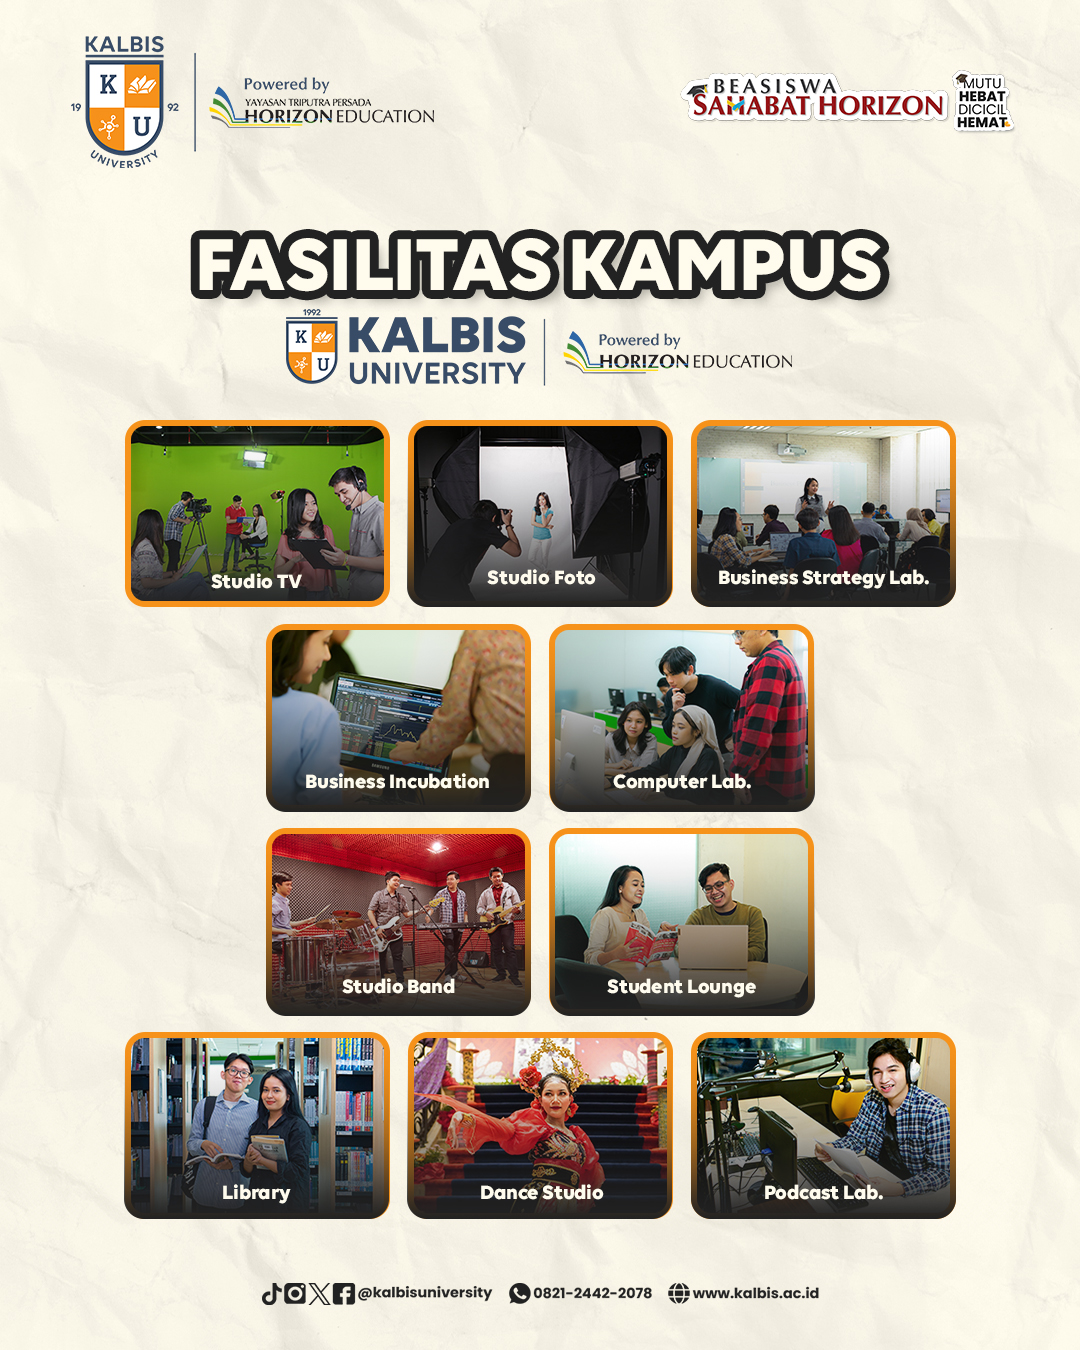 KALBIS
K
U
19 92
UNIVERSITY
Powered by
YAYASAN TRIPUTRA PERSADA
HORIZON EDUCATION
BEASISWA
SAHABAT HORIZON
MUTU
HEBAT
DICICIL
HEMAT
FASILITAS KAMPUS
1992
K
U
KALBIS
UNIVERSITY
Powered by
HORIZON EDUCATION
Studio TV
Studio Foto
Business Strategy Lab.
Business Incubation
Computer Lab.
Studio Band
Student Lounge
Library
Dance Studio
Podcast Lab.
@kalbisuniversity 0821-2442-2078 www.kalbis.ac.id